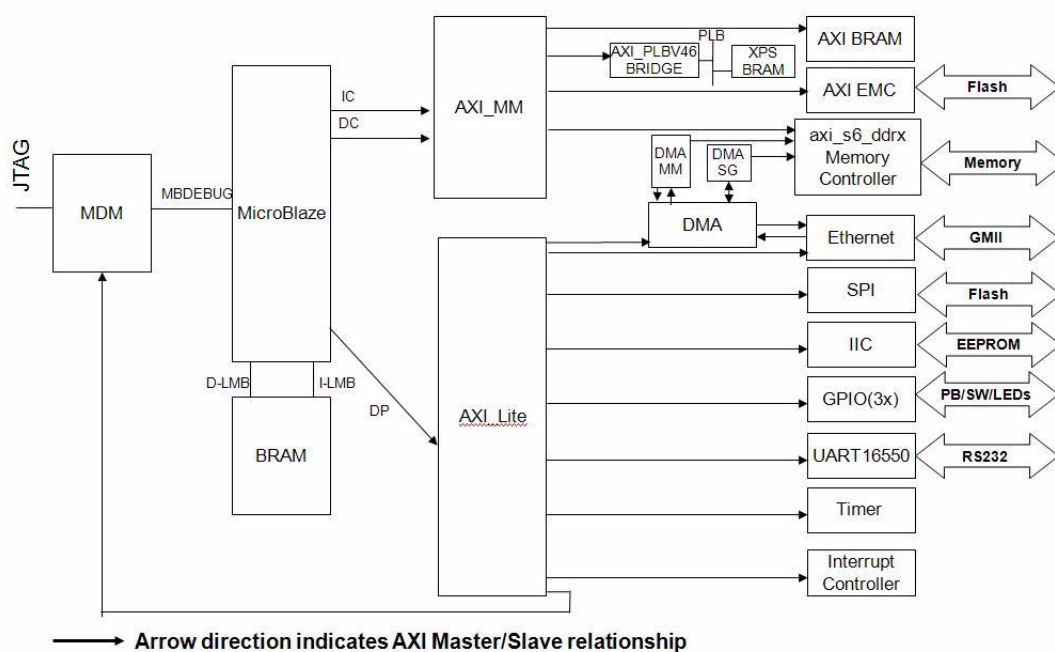 PLB
AXI_PLBV46
BRIDGE
XPS
BRAM
AXI BRAM
IC
DC
AXI_MM
AXI EMC
Flash
DMA
MM
DMA
SG
axi_s6_ddrx
Memory
Controller
Memory
JTAG
MDM
MBDEBUG
MicroBlaze
DMA
Ethernet
GMII
SPI
Flash
IIC
EEPROM
D-LMB
I-LMB
DP
AXI_Lite
GPIO(3x)
PB/SW/LEDs
BRAM
UART16550
RS232
Timer
Interrupt
Controller
Arrow direction indicates AXI Master/Slave relationship